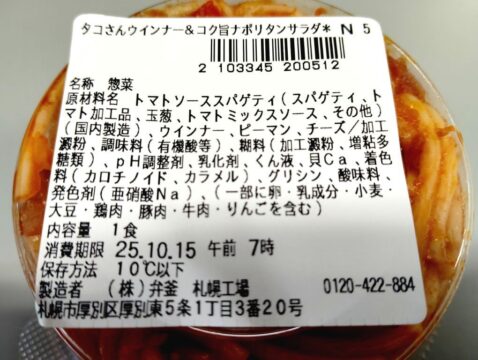 タコさんウインナー&コク旨ナポリタンサラダ* N 5
2 103345 200512
名称 惣菜
原材料名 トマトソーススパゲティ(スパゲティ、ト
マト加工品、玉葱、トマトミックスソース、その他)
(国内製造)、ウインナー、ピーマン、チーズ/加工
澱粉、調味料(有機酸等)、糊料(加工澱粉、増粘多
糖類)、pH調整剤、乳化剤、くん液、貝Ca、着色
料(カロチノイド、カラメル)、グリシン、酸味料、
発色剤(亜硝酸Na)、(一部に卵・乳成分・小麦・
大豆・鶏肉・豚肉・牛肉・りんごを含む)
内容量 1食
消費期限 25.10.15 午前 7時
保存方法 10℃以下
製造者 (株)弁釜 札幌工場 0120-422-884
札幌市厚別区厚別東5条1丁目3番20号